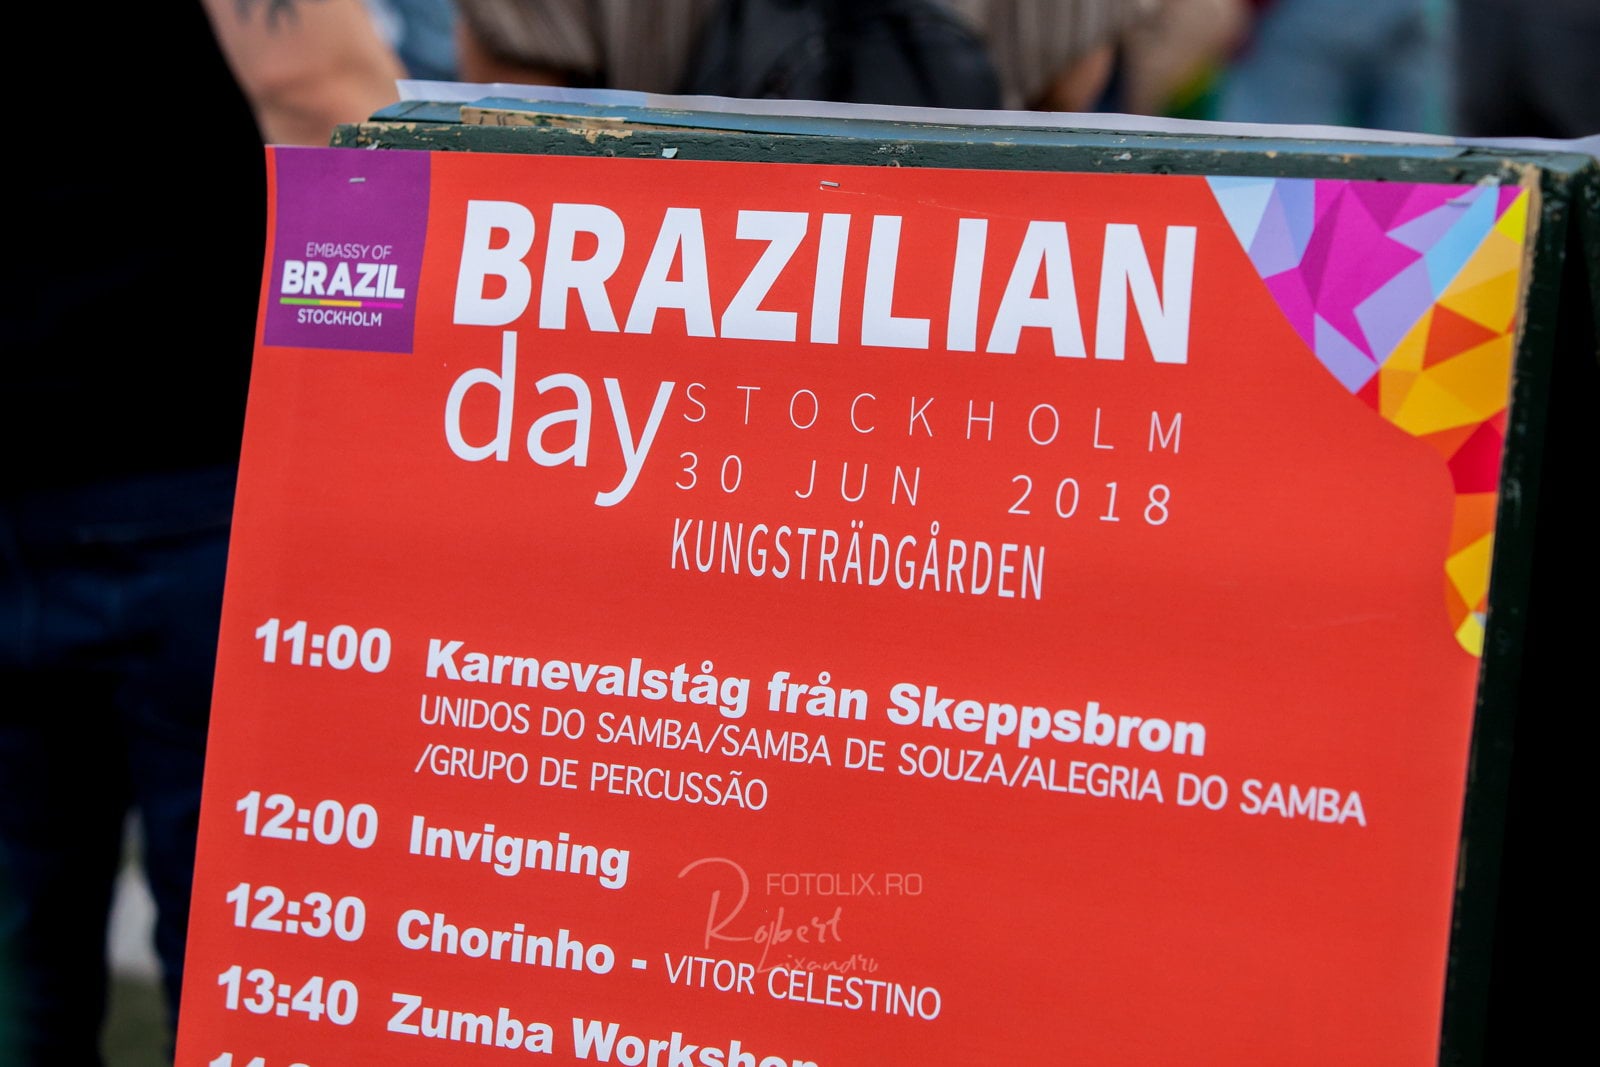 EMBASSY OF
BRAZIL
STOCKHOLM
BRAZILIAN
day
STOCKHOLM
30 JUN 2018
KUNGSTRÄDGÅRDEN
11:00 Karnevalståg från Skeppsbron
UNIDOS DO SAMBA/SAMBA DE SOUZA/ALEGRIA DO SAMBA
/GRUPO DE PERCUSSÃO
12:00 Invigning
12:30 Chorinho - VITOR CELESTINO
13:40 Zumba Workshop
FOTOLIX.RO
Robert
Lixandru